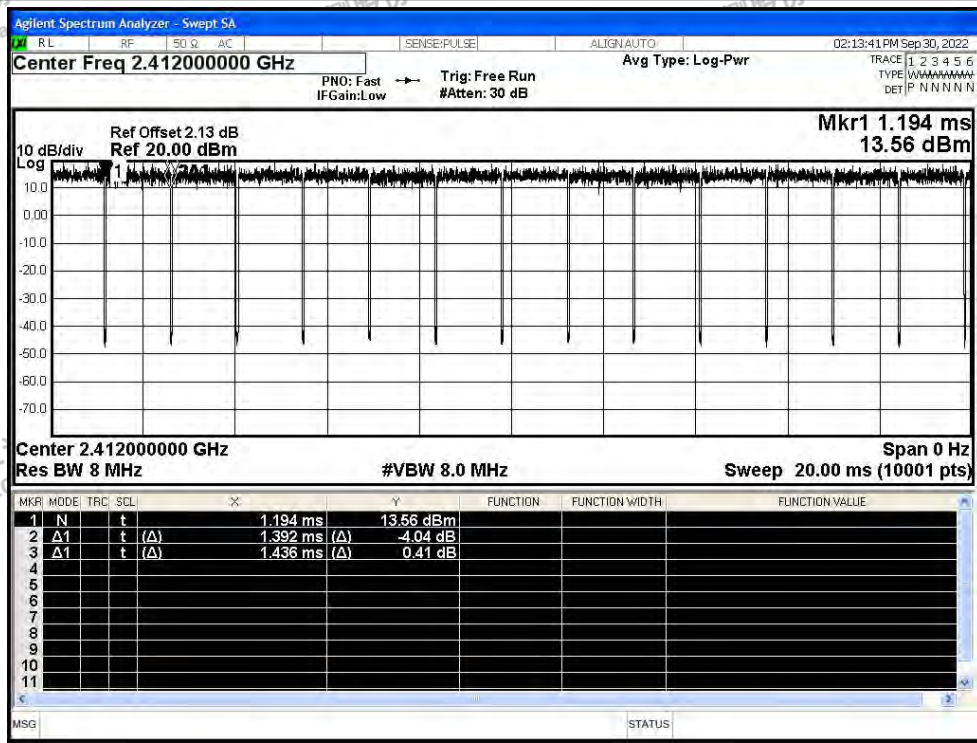 Agilent Spectrum Analyzer - Swept SA
RL RF 50 Ω AC SENSE:PULSE ALIGNAUTO 02:13:41 PM Sep 30, 2022
Center Freq 2.412000000 GHz Avg Type: Log-Pwr TRACE 1 2 3 4 5 6
PNO: Fast Trig: Free Run TYPE
IFGain:Low #Atten: 30 dB DET P N N N N N
Mkr1 1.194 ms
Ref Offset 2.13 dB
10 dB/div Ref 20.00 dBm 13.56 dBm
Log
1
10.0
0.00
-10.0
-20.0
-30.0
-40.0
-50.0
-60.0
-70.0
Center 2.412000000 GHz Span 0 Hz
Res BW 8 MHz #VBW 8.0 MHz Sweep 20.00 ms (10001 pts)
MKR MODE TRC SCL X Y FUNCTION FUNCTION WIDTH FUNCTION VALUE
1 N t 1.194 ms 13.56 dBm
2 Δ1 t (Δ) 1.392 ms (Δ) -4.04 dB
3 Δ1 t (Δ) 1.436 ms (Δ) 0.41 dB
4
5
6
7
8
9
10
11
MSG STATUS